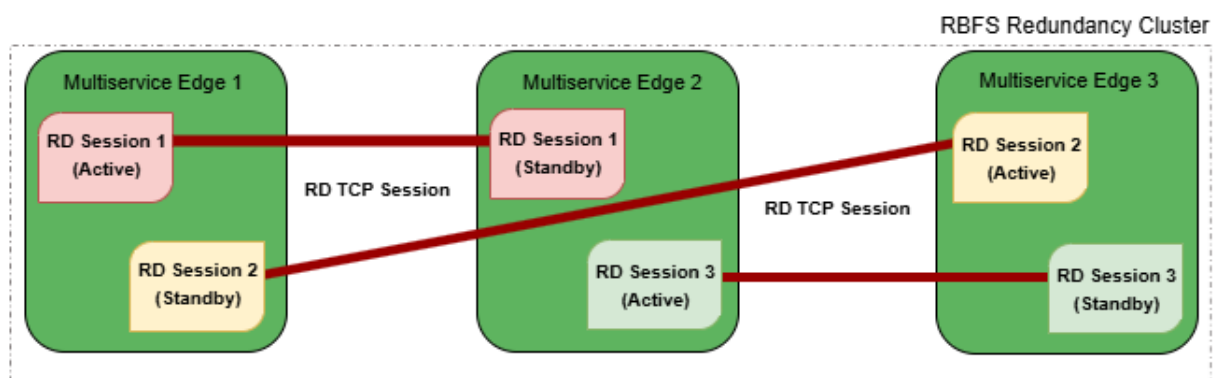 RBFS Redundancy Cluster
Multiservice Edge 1
RD Session 1
(Active)
RD Session 2
(Standby)
RD TCP Session
Multiservice Edge 2
RD Session 1
(Standby)
RD Session 3
(Active)
RD TCP Session
Multiservice Edge 3
RD Session 2
(Active)
RD Session 3
(Standby)